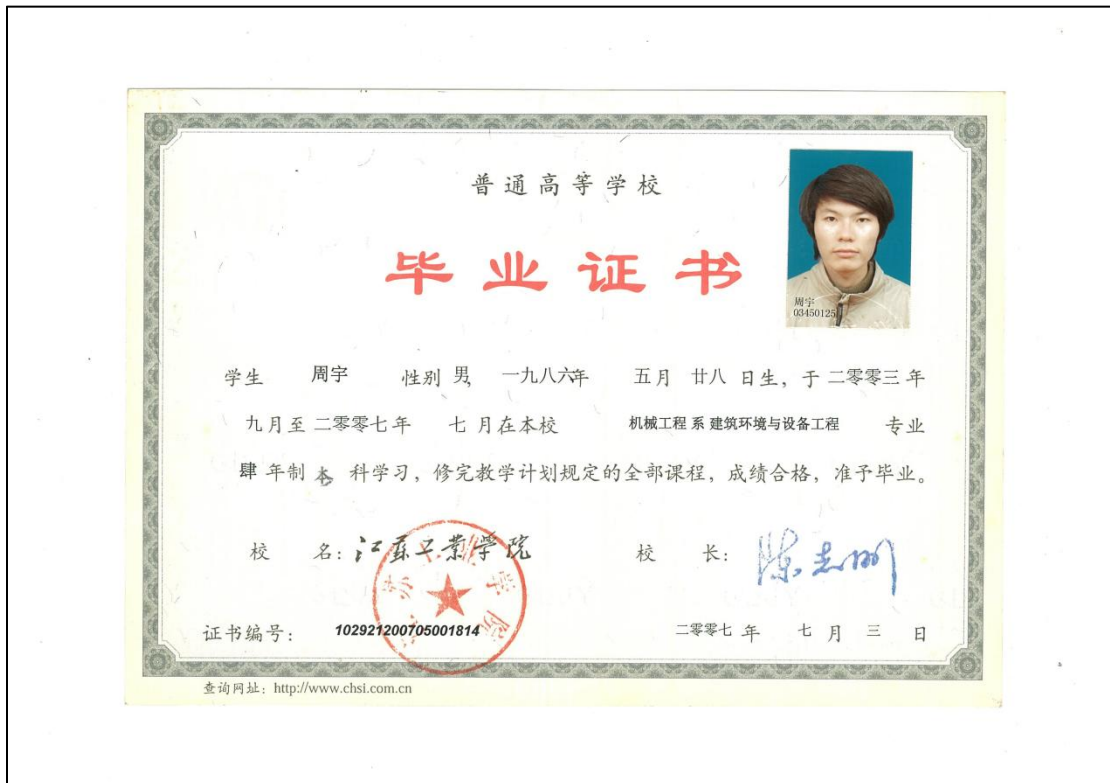 普通高等学校
毕业证书
周宇
03450125
学生 周宇 性别 男, 一九八六年 五月 廿八 日生, 于 二零零三 年
九月至 二零零七 年 七 月在本校 机械工程 系 建筑环境与设备工程 专业
肆 年制 本 科学习, 修完教学计划规定的全部课程, 成绩合格, 准予毕业。
校 名: 江苏工业学院 校 长:
江苏工业学院
证书编号: 102921200705001814 二零零七 年 七 月 三 日
查询网址: http://www.chsi.com.cn